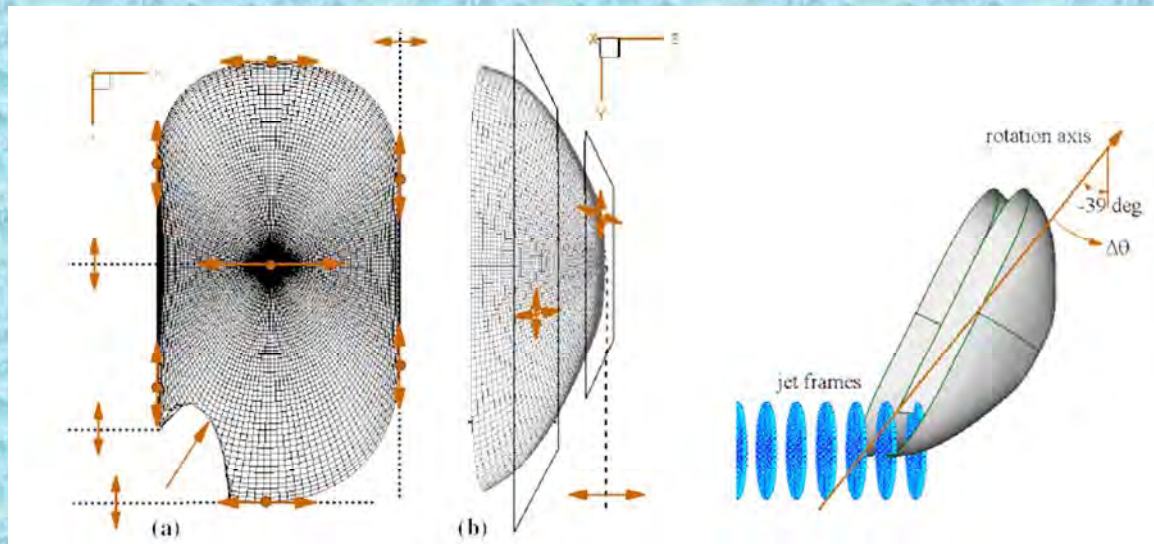 (a)
X
Z
Y
(b)
rotation axis
-39 deg
Δθ
jet frames